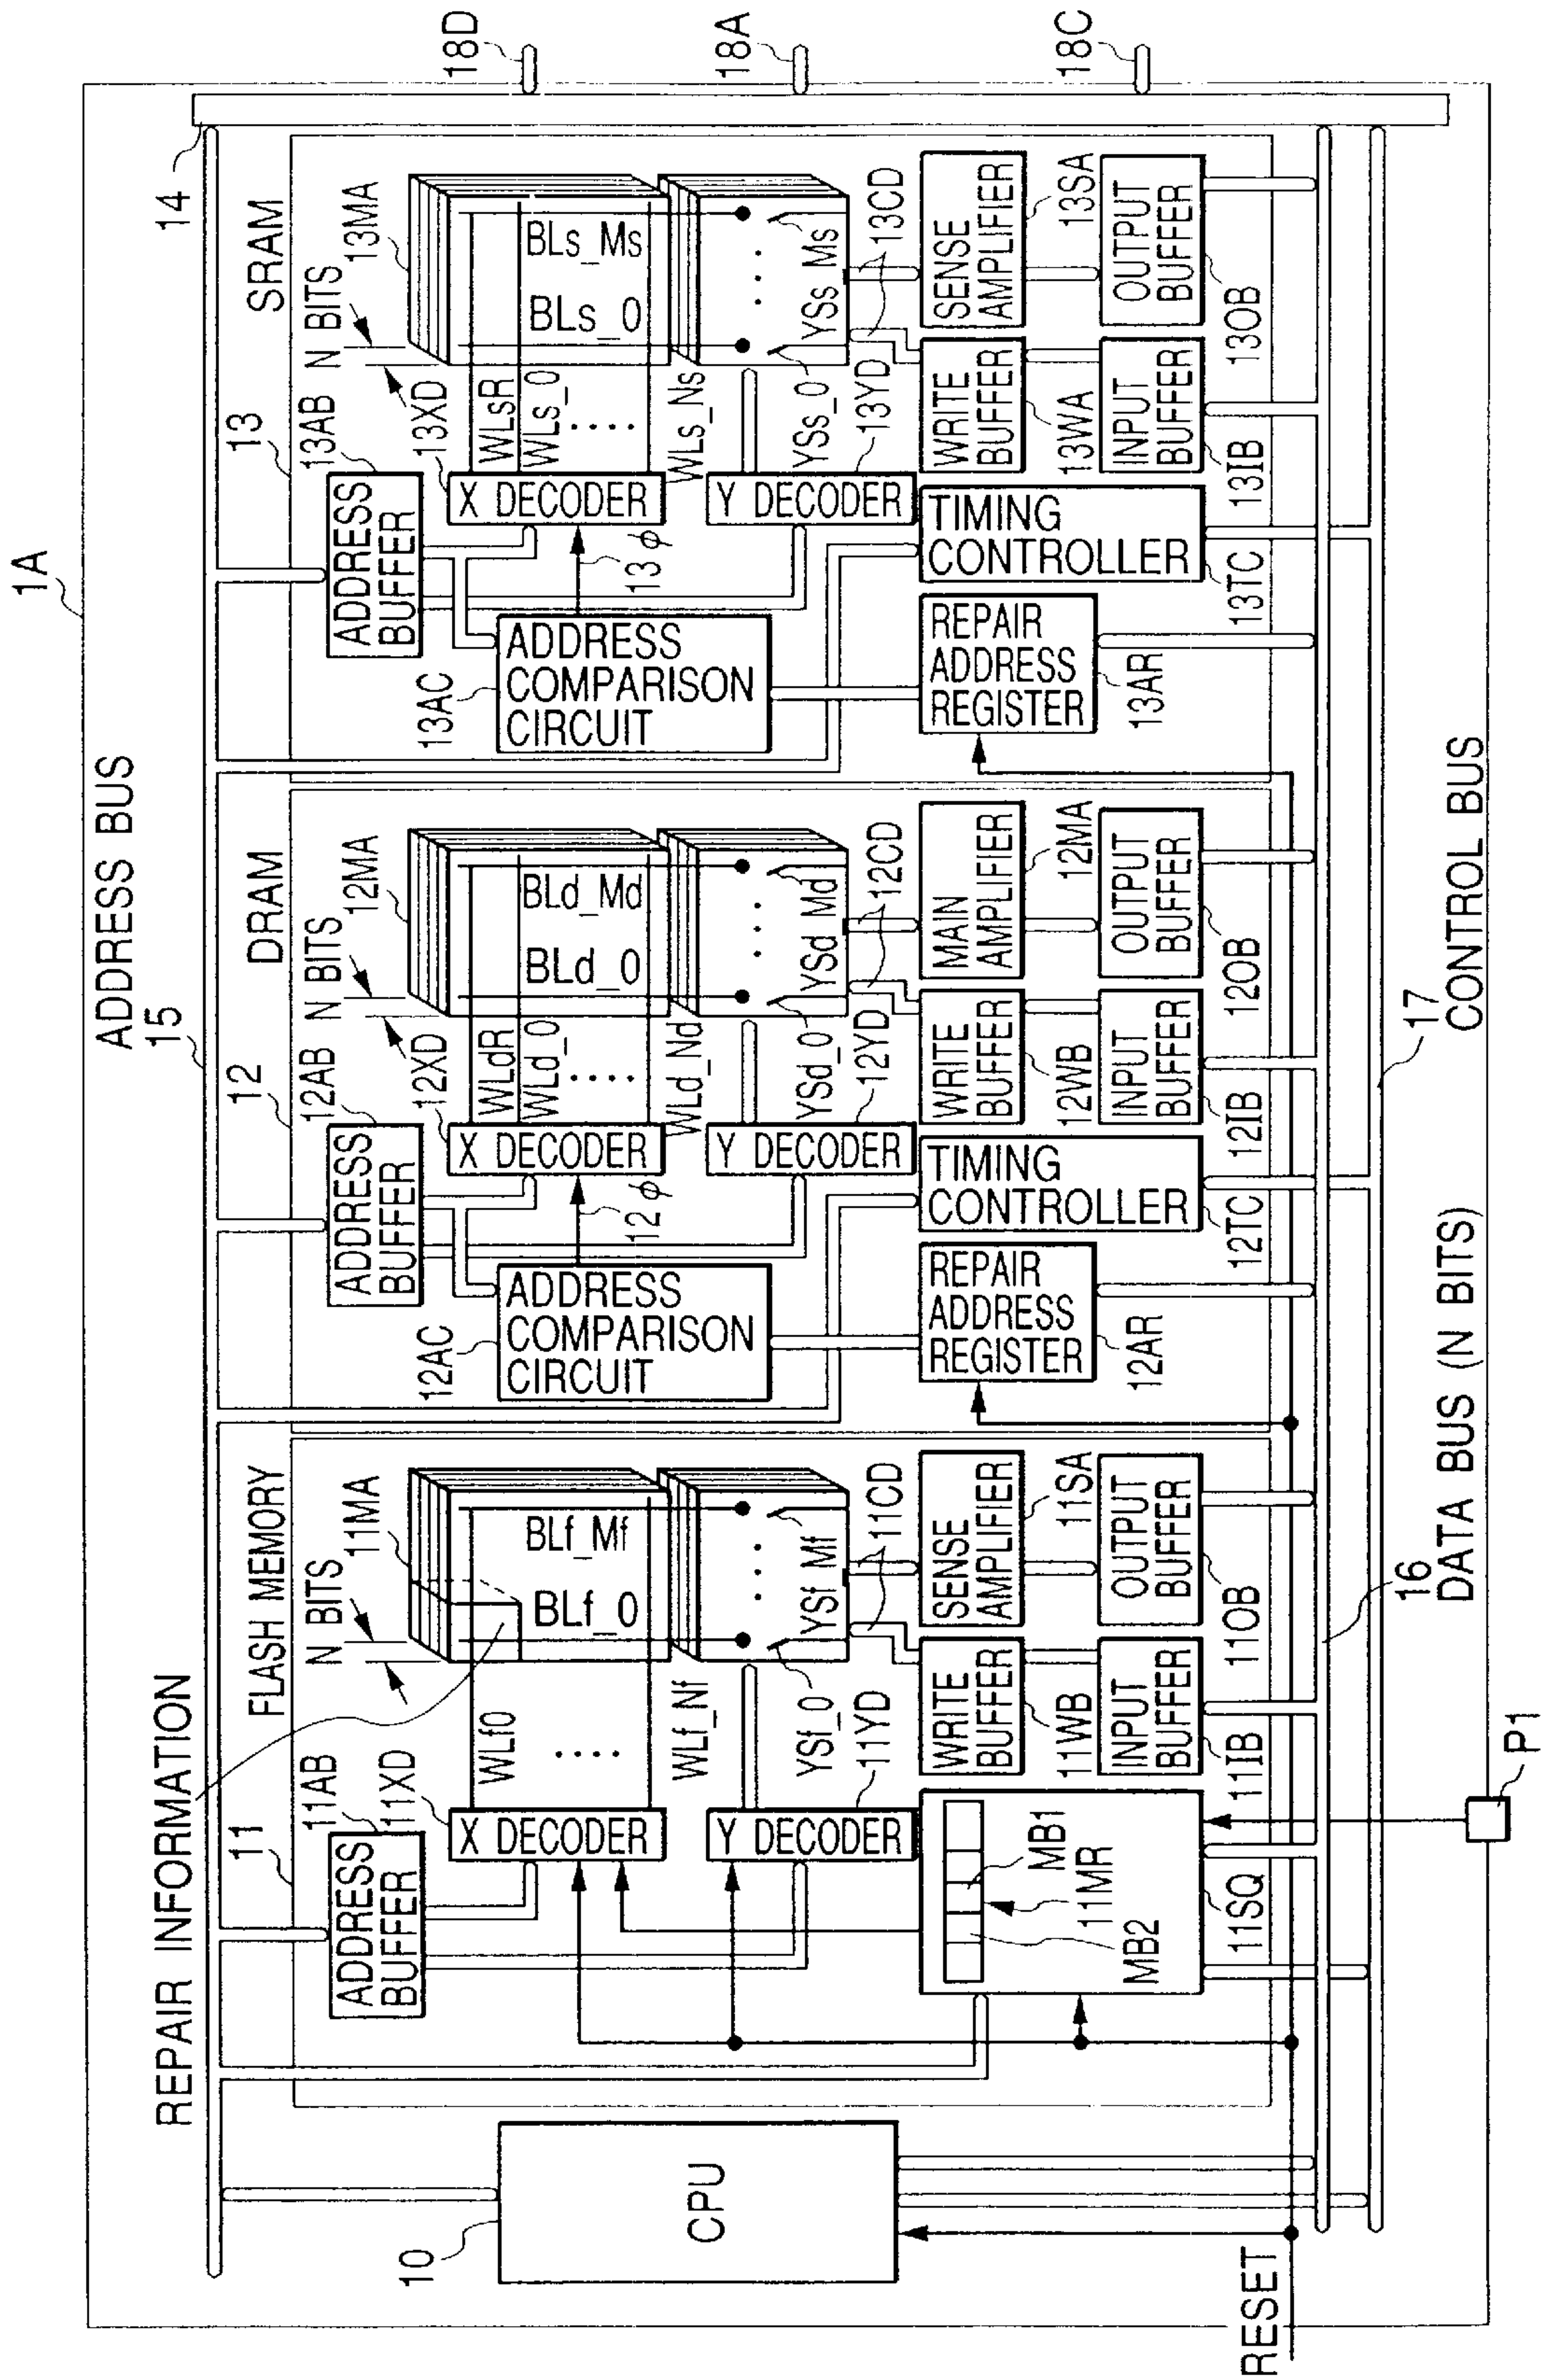 1A
ADDRESS BUS
15
REPAIR INFORMATION
14
18D
18A
18C
10
CPU
RESET
11
FLASH MEMORY
N BITS
11MA
11AB
ADDRESS
BUFFER
11XD
X DECODER
WLf0
....
WLf_Nf
BLf_Mf
BLf_0
YSf_0
YSf_Mf
11YD
Y DECODER
11CD
MB1
11MR
MB2
11SQ
WRITE
BUFFER
11WB
SENSE
AMPLIFIER
11SA
INPUT
BUFFER
11IB
OUTPUT
BUFFER
11OB
P1
12
DRAM
N BITS
12MA
12AB
ADDRESS
BUFFER
12XD
X DECODER
WLdR
WLd_0
....
WLd_Nd
BLd_Md
BLd_0
12 φ
12AC
ADDRESS
COMPARISON
CIRCUIT
YSd_0
YSd_Md
12YD
Y DECODER
12CD
REPAIR
ADDRESS
REGISTER
12AR
TIMING
CONTROLLER
12TC
WRITE
BUFFER
12WB
MAIN
AMPLIFIER
12MA
INPUT
BUFFER
12IB
OUTPUT
BUFFER
12OB
13
SRAM
N BITS
13MA
13AB
ADDRESS
BUFFER
13XD
X DECODER
WLsR
WLs_0
....
WLs_Ns
BLs_Ms
BLs_0
13 φ
13AC
ADDRESS
COMPARISON
CIRCUIT
YSs_0
YSs_Ms
13YD
Y DECODER
13CD
REPAIR
ADDRESS
REGISTER
13AR
TIMING
CONTROLLER
13TC
WRITE
BUFFER
13WA
SENSE
AMPLIFIER
13SA
INPUT
BUFFER
13IB
OUTPUT
BUFFER
13OB
16
DATA BUS (N BITS)
17
CONTROL BUS